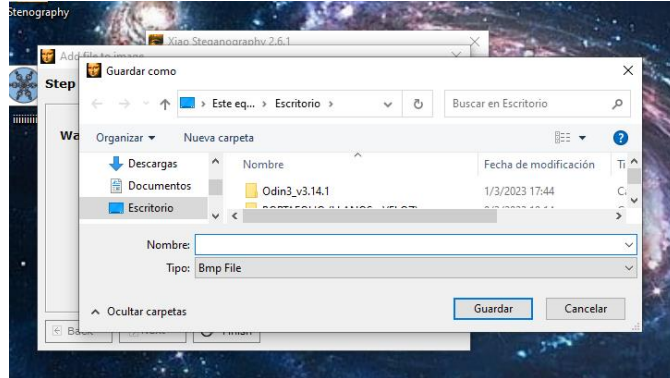 Stenography
Xiao Steganography 2.6.1
Add file to image
Guardar como
Step
Este eq... › Escritorio ›
Buscar en Escritorio
Wa
Organizar
Nueva carpeta
Descargas
Documentos
Escritorio
Nombre
Fecha de modificación
Ti
Odin3_v3.14.1
1/3/2023 17:44
Nombre:
Tipo: Bmp File
Ocultar carpetas
Guardar
Cancelar
Back
Finish